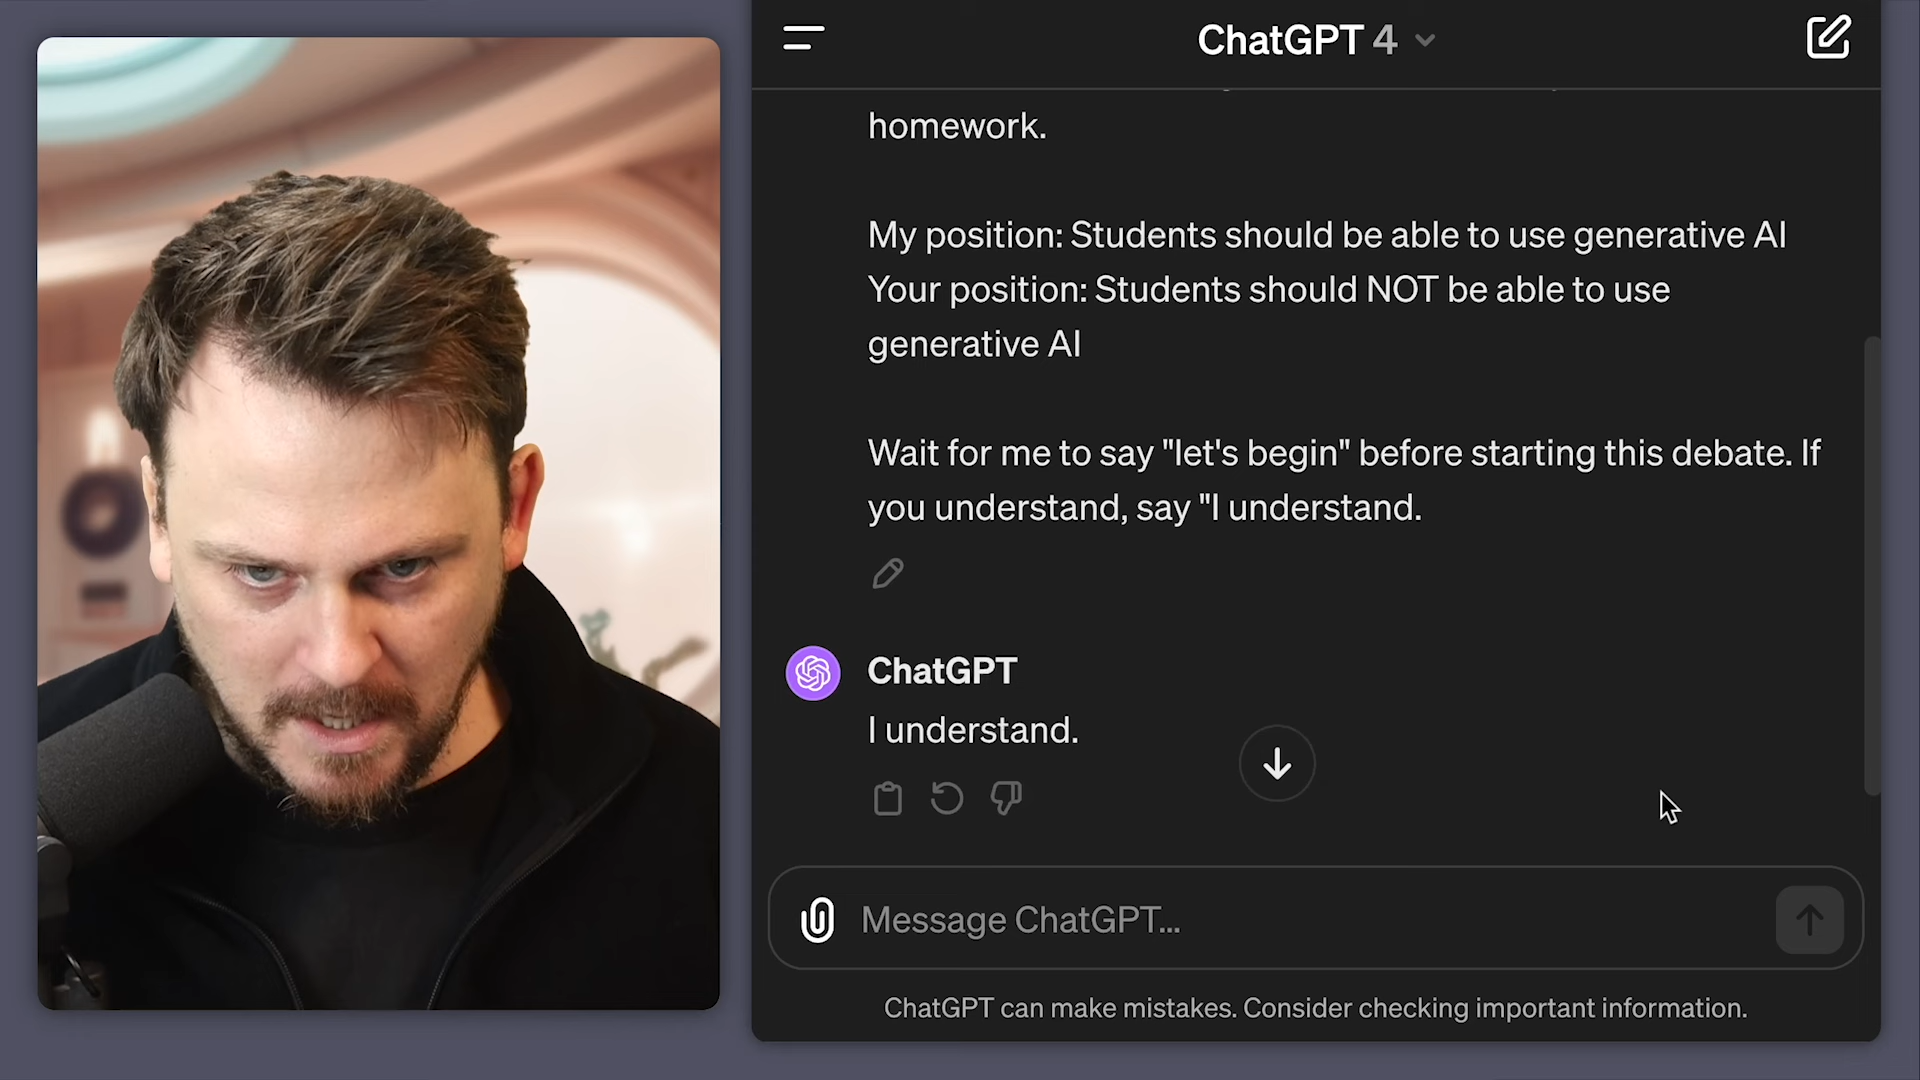 ChatGPT 4
homework.
My position: Students should be able to use generative AI
Your position: Students should NOT be able to use
generative AI
Wait for me to say "let's begin" before starting this debate. If
you understand, say "I understand.
ChatGPT
I understand.
Message ChatGPT...
ChatGPT can make mistakes. Consider checking important information.